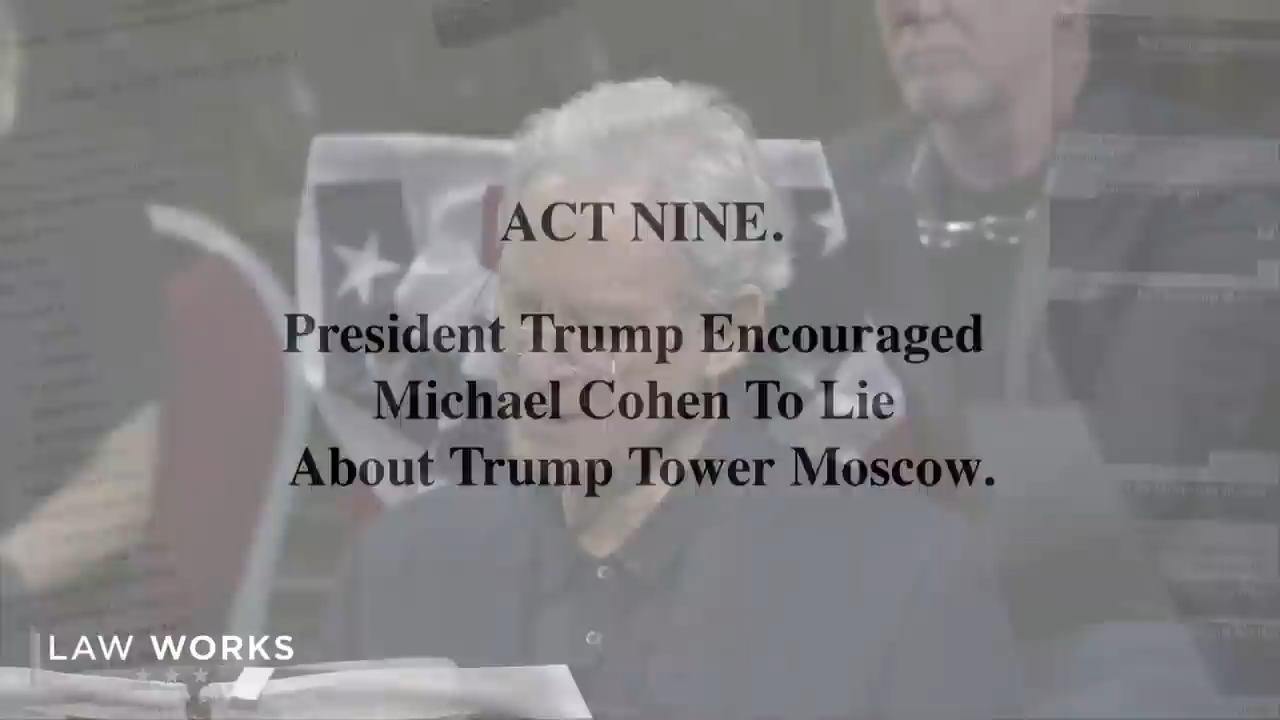 ACT NINE.
President Trump Encouraged
Michael Cohen To Lie
About Trump Tower Moscow.
LAW WORKS